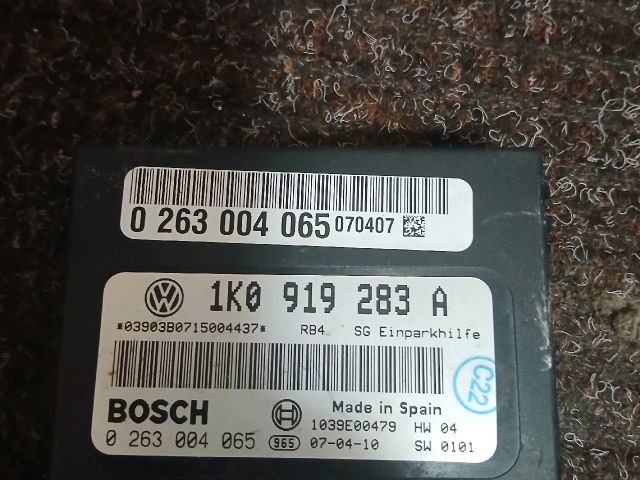 0 263 004 065 070407
1K0 919 283 A
*03903B0715004437* RB4 SG Einparkhilfe
C22
BOSCH Made in Spain
1039E00479 HW 04
0 263 004 065 965 07-04-10 SW 0101